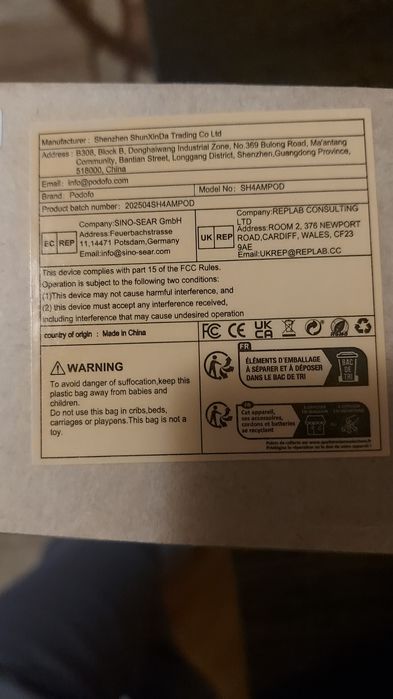 Manufacturer : Shenzhen ShunXinDa Trading Co Ltd
Address : B308, Block B, Donghaiwang Industrial Zone, No.369 Bulong Road, Ma'antang
Community, Bantian Street, Longgang District, Shenzhen,Guangdong Province,
518000, China
Email: info@podofo.com
Brand: Podofo
Model No: SH4AMPOD
Product batch number: 202504SH4AMPOD
EC REP
Company:SINO-SEAR GmbH
Address:Feuerbachstrasse
11,14471 Potsdam,Germany
Email:info@sino-sear.com
UK REP
Company:REPLAB CONSULTING
LTD
Address:ROOM 2, 376 NEWPORT
ROAD,CARDIFF, WALES, CF23
9AE
Email:UKREP@REPLAB.CC
This device complies with part 15 of the FCC Rules.
Operation is subject to the following two conditions:
(1)This device may not cause harmful interference, and
(2) this device must accept any interference received,
including interference that may cause undesired operation
country of origin : Made in China
FC CE UK CA
WARNING
To avoid danger of suffocation,keep this
plastic bag away from babies and
children.
Do not use this bag in cribs,beds,
carriages or playpens.This bag is not a
toy.
FR
ÉLÉMENTS D'EMBALLAGE
À SÉPARER ET À DÉPOSER
DANS LE BAC DE TRI
BAC
DE
TRI
FR
Cet appareil,
ses accessoires,
cordons et batteries
se recyclent